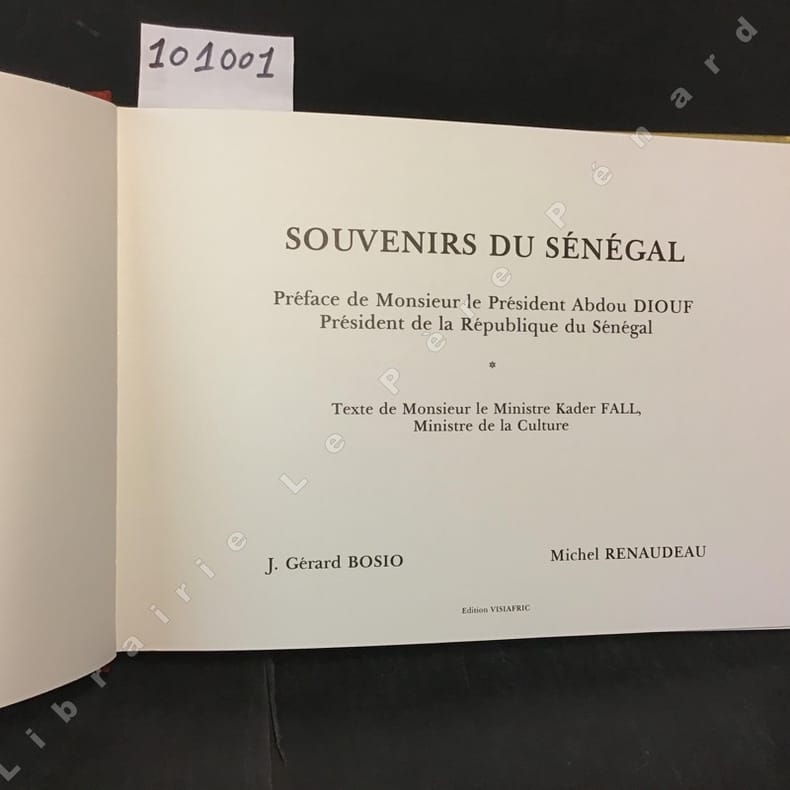 101001
SOUVENIRS DU SÉNÉGAL
Préface de Monsieur le Président Abdou DIOUF
Président de la République du Sénégal
*
Texte de Monsieur le Ministre Kader FALL,
Ministre de la Culture
J. Gérard BOSIO
Michel RENAUDEAU
Edition VISIAFRIC
Librairie Le Père Pénard